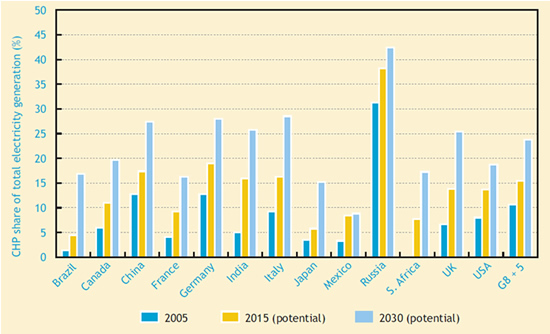 CHP share of total electricity generation (%)
50
45
40
35
30
25
20
15
10
5
0
Brazil
Canada
China
France
Germany
India
Italy
Japan
Mexico
Russia
S. Africa
UK
USA
G8 + 5
2005
2015 (potential)
2030 (potential)